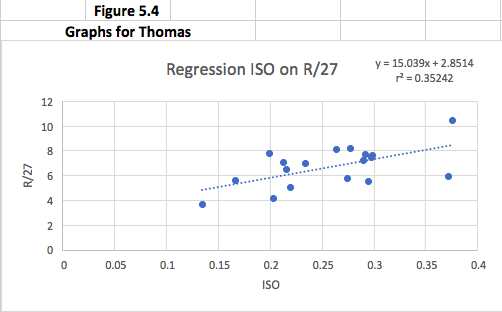 Figure 5.4
Graphs for Thomas
Regression ISO on R/27
y = 15.039x + 2.8514
r² = 0.35242
12
10
8
6
4
2
0
R/27
0 0.05 0.1 0.15 0.2 0.25 0.3 0.35 0.4
ISO